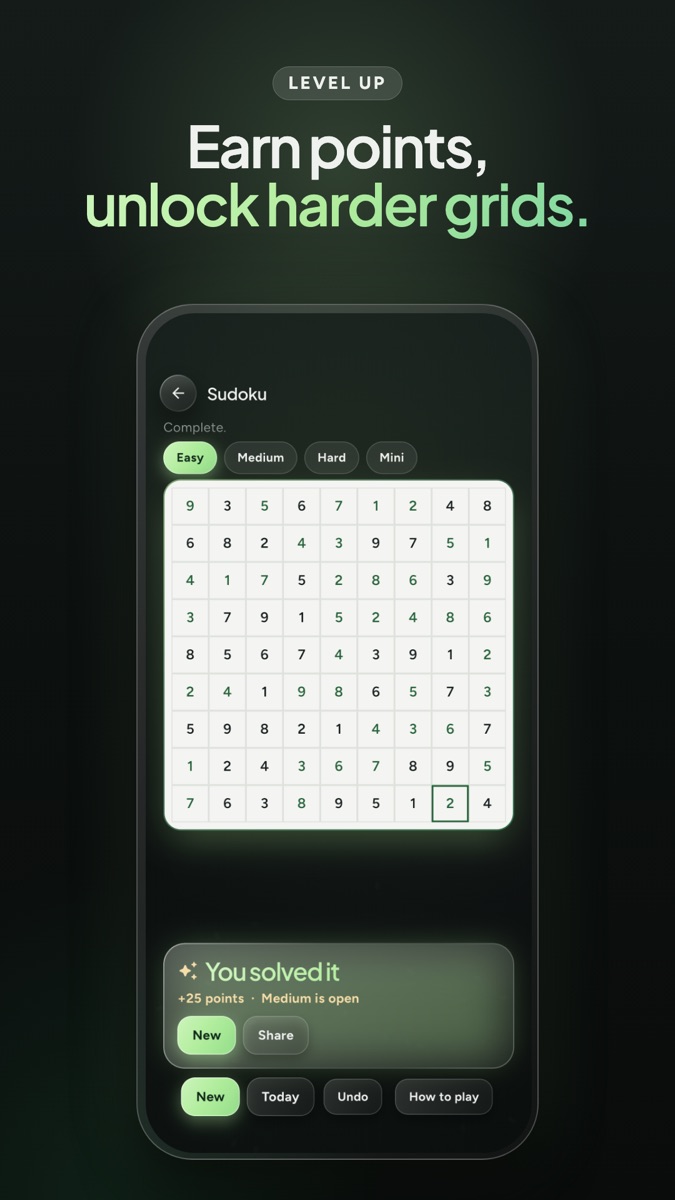 LEVEL UP
Earn points,
unlock harder grids.
Sudoku
Complete.
Easy Medium Hard Mini
9 3 5 6 7 1 2 4 8
6 8 2 4 3 9 7 5 1
4 1 7 5 2 8 6 3 9
3 7 9 1 5 2 4 8 6
8 5 6 7 4 3 9 1 2
2 4 1 9 8 6 5 7 3
5 9 8 2 1 4 3 6 7
1 2 4 3 6 7 8 9 5
7 6 3 8 9 5 1 2 4
You solved it
+25 points · Medium is open
New Share
New Today Undo How to play